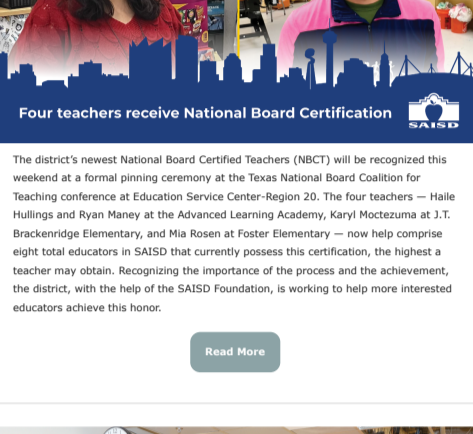 Four teachers receive National Board Certification
SAISD
The district's newest National Board Certified Teachers (NBCT) will be recognized this
weekend at a formal pinning ceremony at the Texas National Board Coalition for
Teaching conference at Education Service Center-Region 20. The four teachers — Haile
Hullings and Ryan Maney at the Advanced Learning Academy, Karyl Moctezuma at J.T.
Brackenridge Elementary, and Mia Rosen at Foster Elementary — now help comprise
eight total educators in SAISD that currently possess this certification, the highest a
teacher may obtain. Recognizing the importance of the process and the achievement,
the district, with the help of the SAISD Foundation, is working to help more interested
educators achieve this honor.
Read More